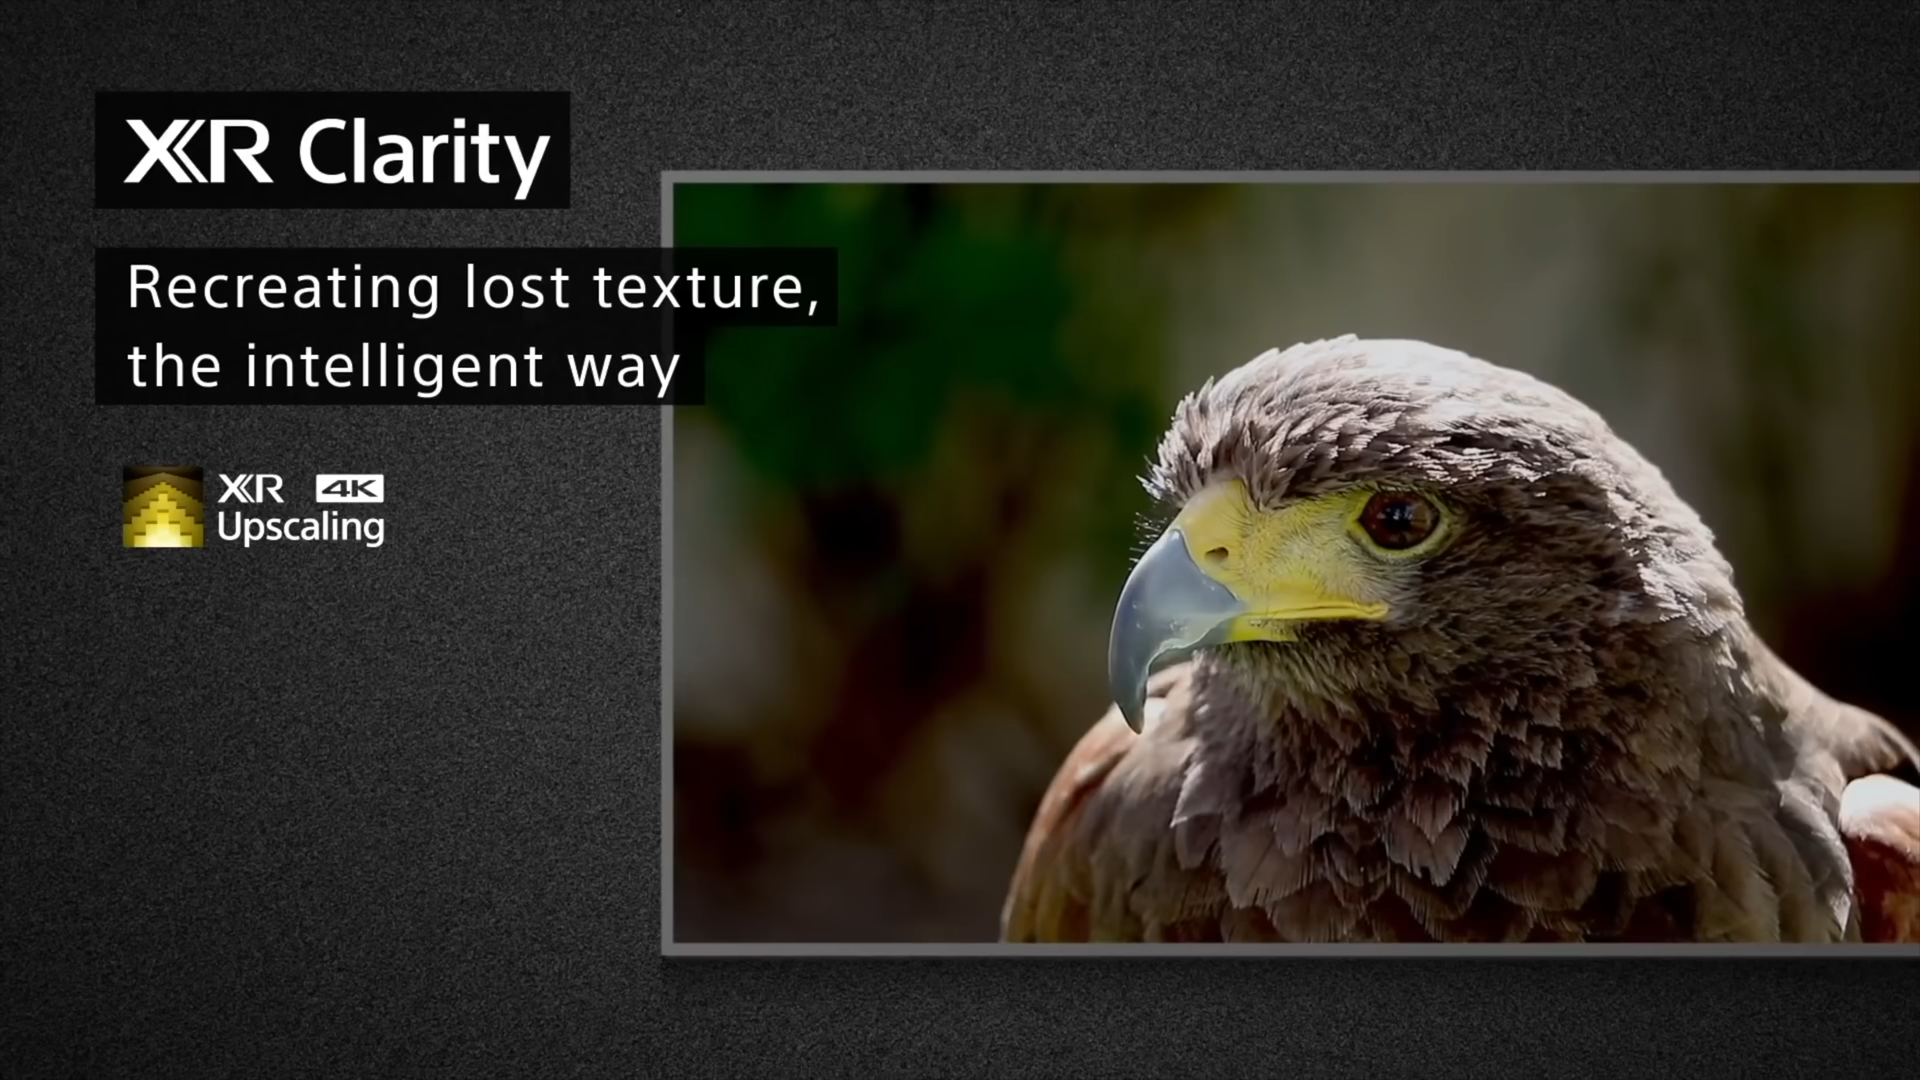 XR Clarity
Recreating lost texture,
the intelligent way
XR 4K
Upscaling